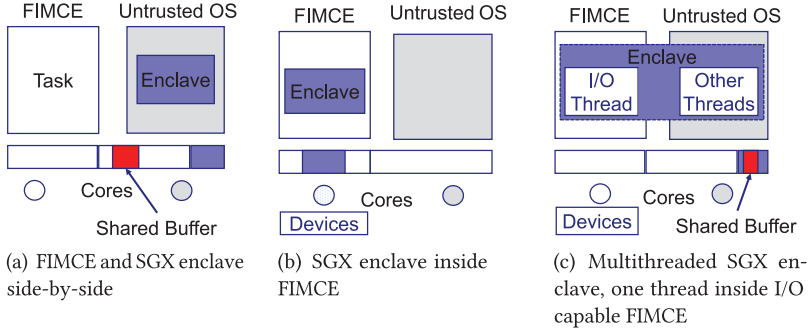 FIMCE
Untrusted OS
Task
Enclave
Cores
Shared Buffer
(a) FIMCE and SGX enclave
side-by-side
FIMCE
Untrusted OS
Enclave
Cores
Devices
(b) SGX enclave inside
FIMCE
FIMCE
Untrusted OS
Enclave
I/O
Thread
Other
Threads
Cores
Devices
Shared Buffer
(c) Multithreaded SGX en-
clave, one thread inside I/O
capable FIMCE